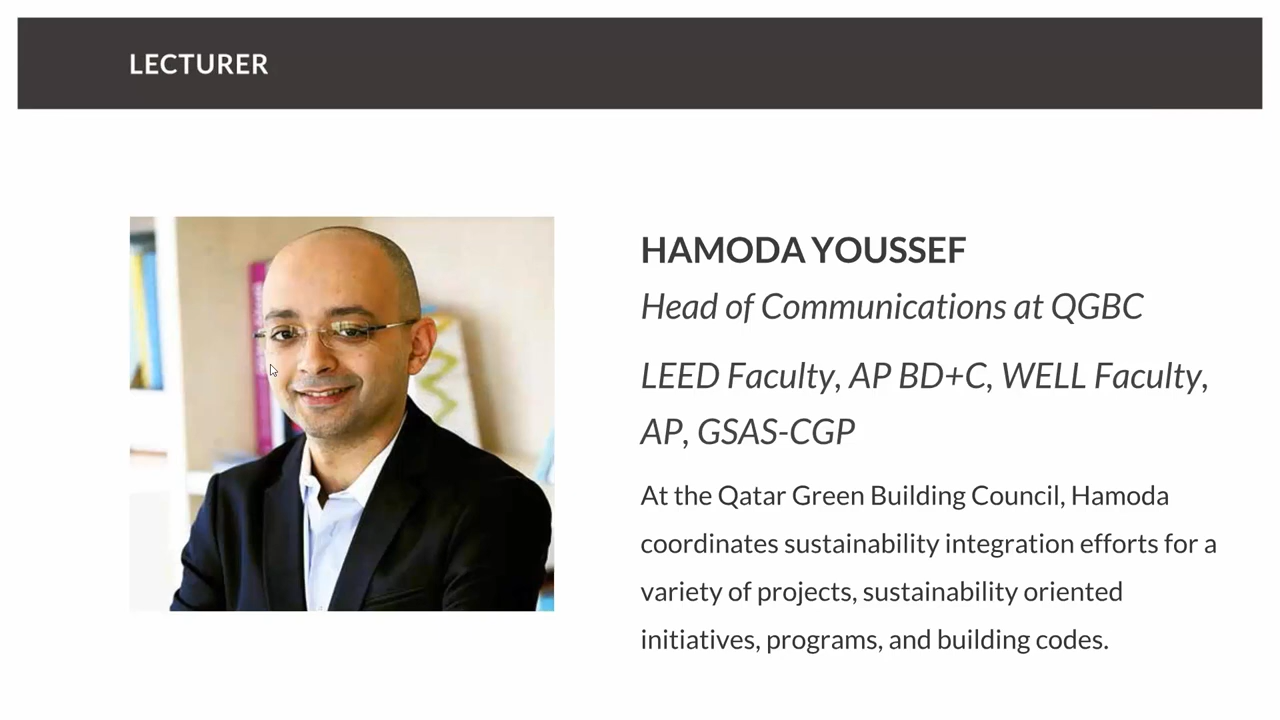 LECTURER
HAMODA YOUSSEF
Head of Communications at QGBC
LEED Faculty, AP BD+C, WELL Faculty,
AP, GSAS-CGP
At the Qatar Green Building Council, Hamoda
coordinates sustainability integration efforts for a
variety of projects, sustainability oriented
initiatives, programs, and building codes.